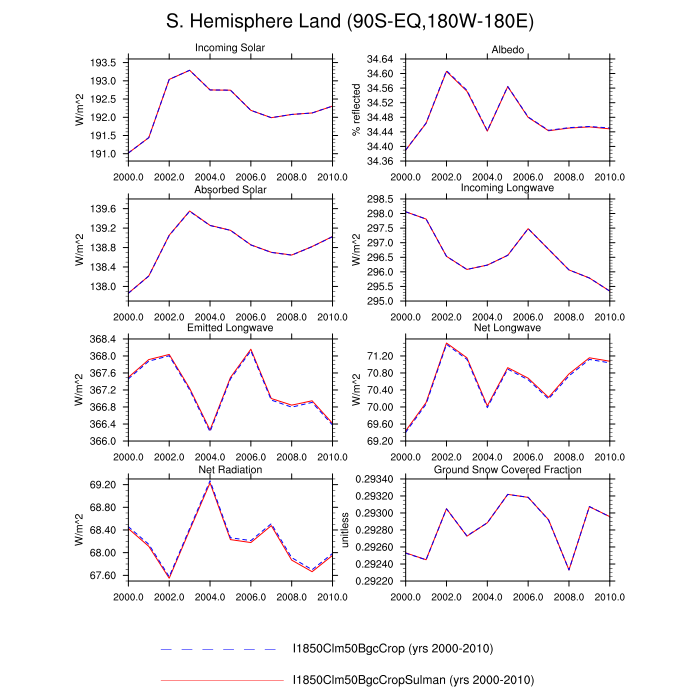 S. Hemisphere Land (90S-EQ,180W-180E)
Incoming Solar
W/m^2
193.5
193.0
192.5
192.0
191.5
191.0
2000.0 2002.0 2004.0 2006.0 2008.0 2010.0
Albedo
% reflected
34.64
34.60
34.56
34.52
34.48
34.44
34.40
34.36
2000.0 2002.0 2004.0 2006.0 2008.0 2010.0
Absorbed Solar
W/m^2
139.6
139.2
138.8
138.4
138.0
2000.0 2002.0 2004.0 2006.0 2008.0 2010.0
Incoming Longwave
W/m^2
298.5
298.0
297.5
297.0
296.5
296.0
295.5
295.0
2000.0 2002.0 2004.0 2006.0 2008.0 2010.0
Emitted Longwave
W/m^2
368.4
368.0
367.6
367.2
366.8
366.4
366.0
2000.0 2002.0 2004.0 2006.0 2008.0 2010.0
Net Longwave
W/m^2
71.20
70.80
70.40
70.00
69.60
69.20
2000.0 2002.0 2004.0 2006.0 2008.0 2010.0
Net Radiation
W/m^2
69.20
68.80
68.40
68.00
67.60
2000.0 2002.0 2004.0 2006.0 2008.0 2010.0
Ground Snow Covered Fraction
unitless
0.29340
0.29320
0.29300
0.29280
0.29260
0.29240
0.29220
2000.0 2002.0 2004.0 2006.0 2008.0 2010.0
I1850Clm50BgcCrop (yrs 2000-2010)
I1850Clm50BgcCropSulman (yrs 2000-2010)